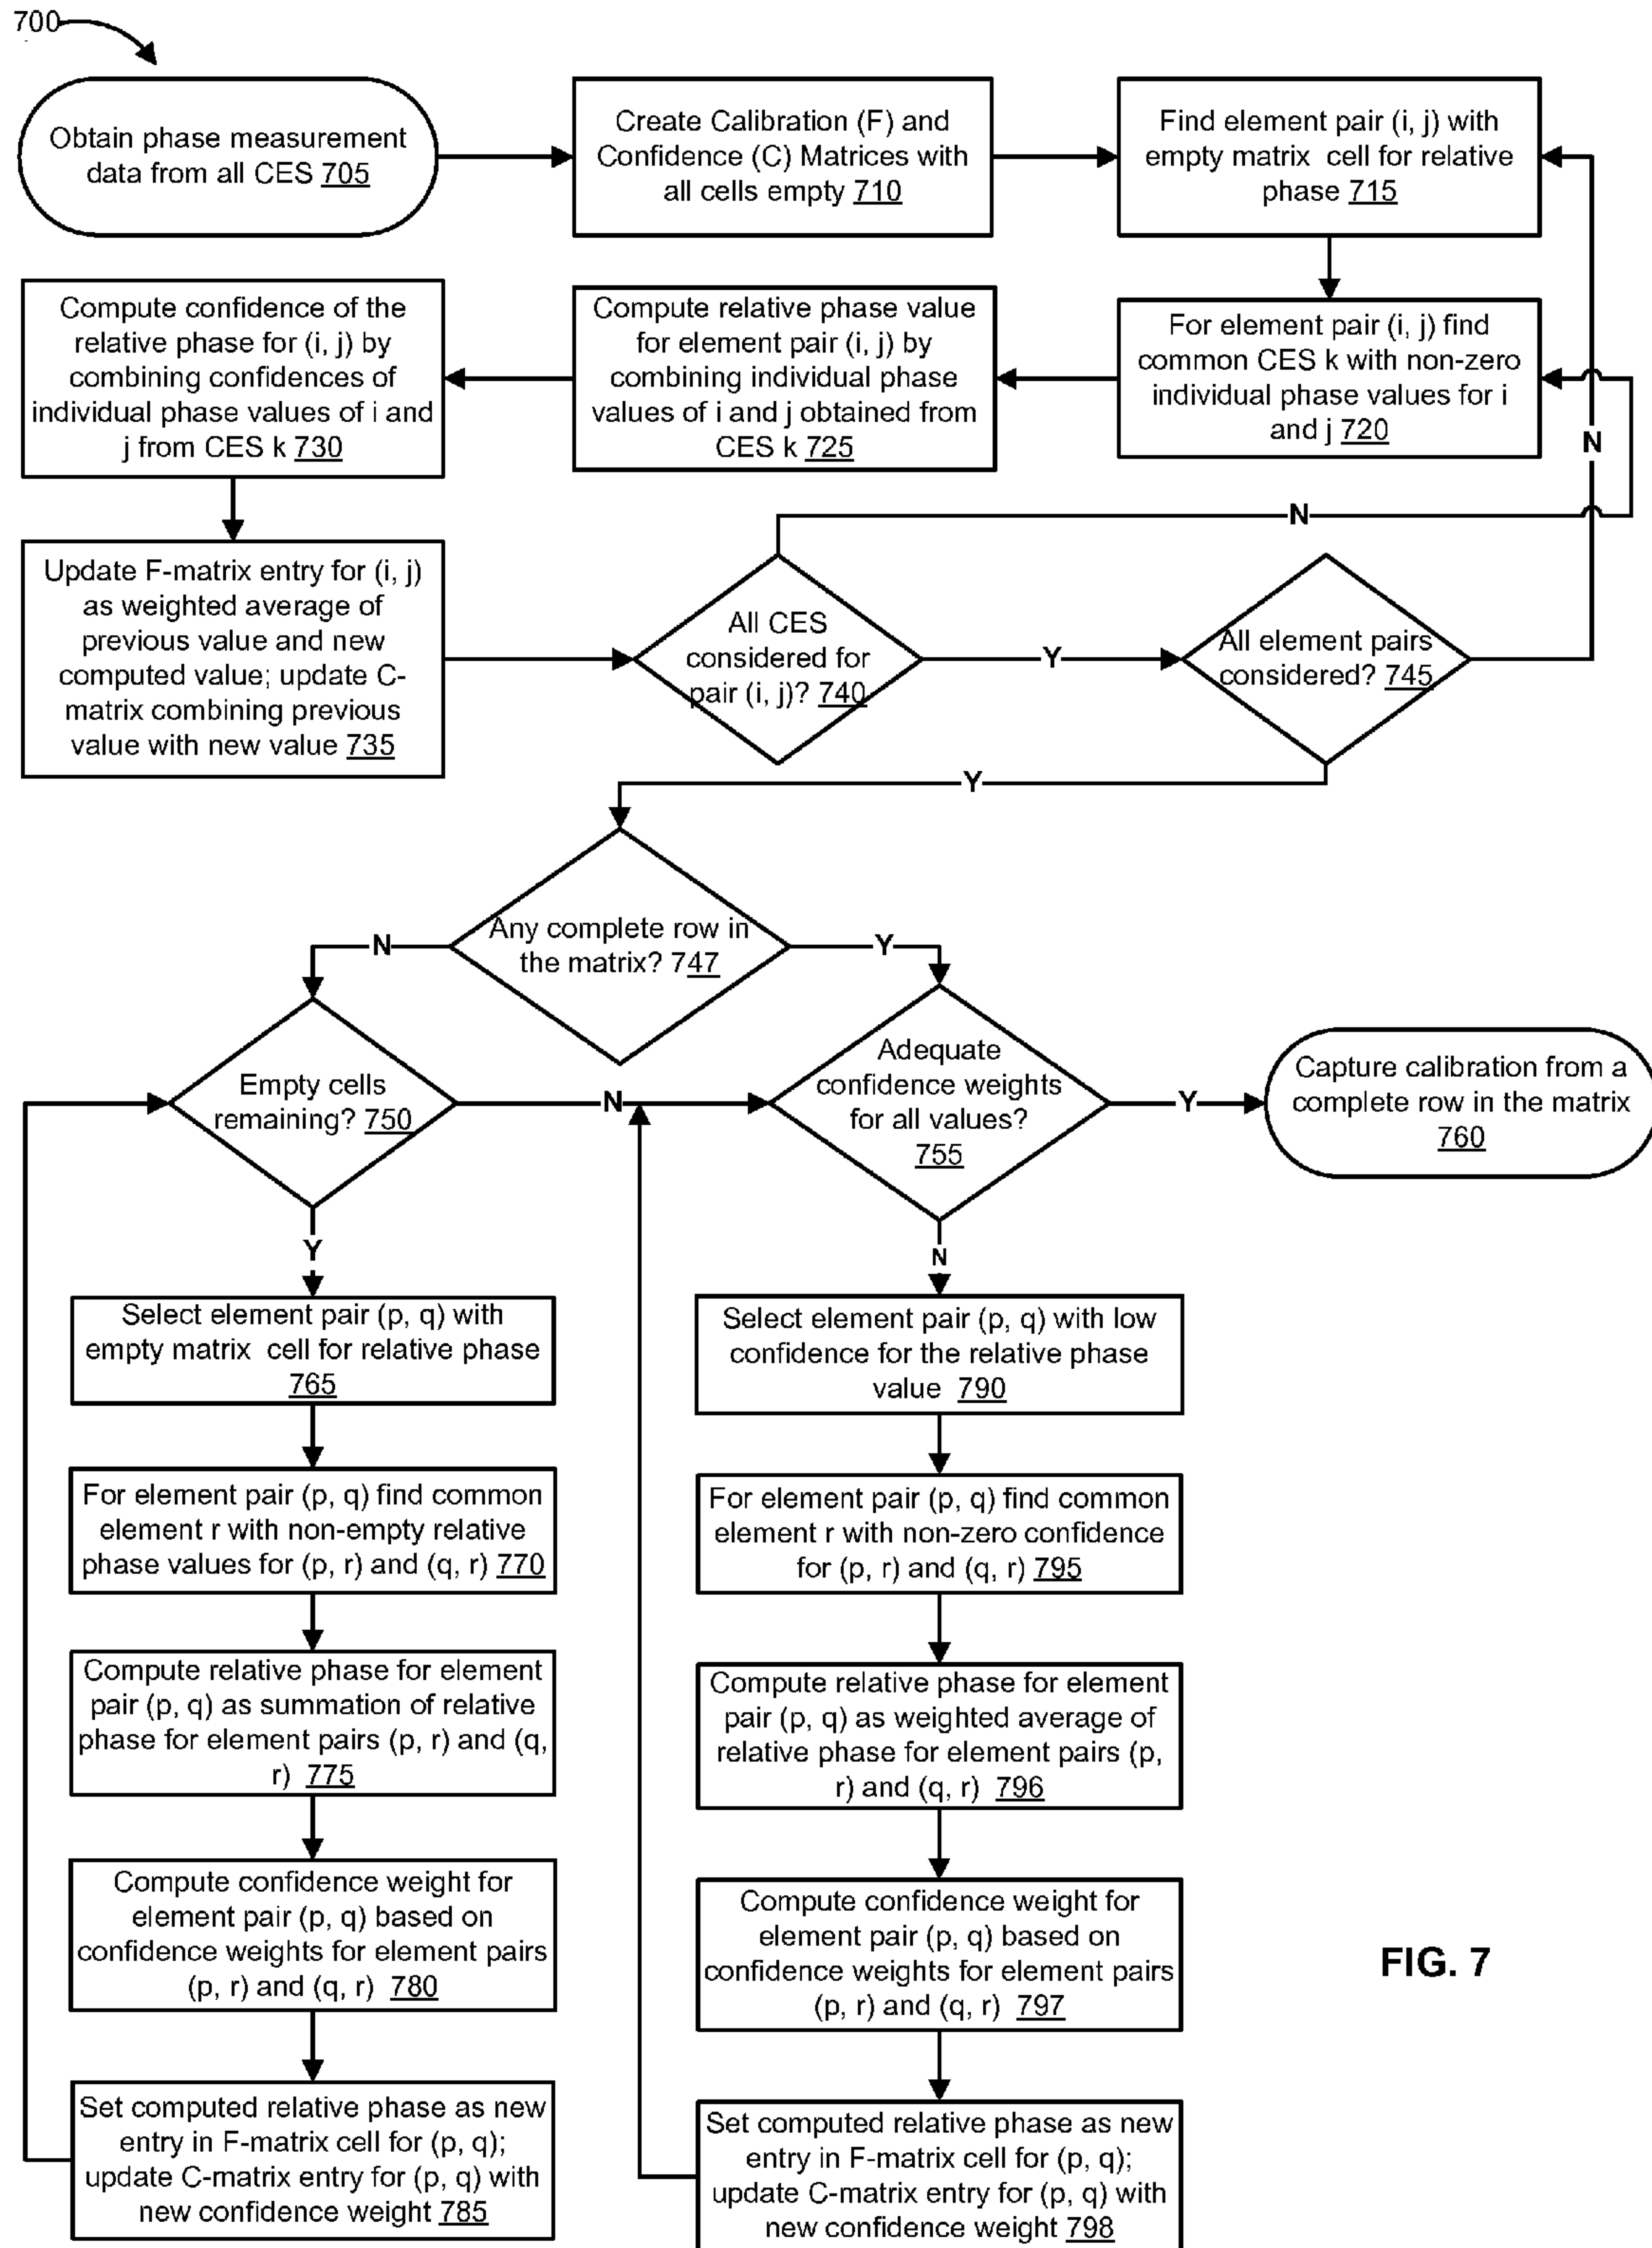 700
Obtain phase measurement
data from all CES 705
Create Calibration (F) and
Confidence (C) Matrices with
all cells empty 710
Find element pair (i, j) with
empty matrix cell for relative
phase 715
For element pair (i, j) find
common CES k with non-zero
individual phase values for i
and j 720
Compute relative phase value
for element pair (i, j) by
combining individual phase
values of i and j obtained from
CES k 725
Compute confidence of the
relative phase for (i, j) by
combining confidences of
individual phase values of i and
j from CES k 730
Update F-matrix entry for (i, j)
as weighted average of
previous value and new
computed value; update C-
matrix combining previous
value with new value 735
All CES
considered for
pair (i, j)? 740
N
Y
All element pairs
considered? 745
N
Y
Any complete row in
the matrix? 747
N
Y
Empty cells
remaining? 750
N
Y
Adequate
confidence weights
for all values?
755
Y
N
Capture calibration from a
complete row in the matrix
760
Select element pair (p, q) with
empty matrix cell for relative phase
765
For element pair (p, q) find common
element r with non-empty relative
phase values for (p, r) and (q, r) 770
Compute relative phase for element
pair (p, q) as summation of relative
phase for element pairs (p, r) and (q,
r) 775
Compute confidence weight for
element pair (p, q) based on
confidence weights for element pairs
(p, r) and (q, r) 780
Set computed relative phase as new
entry in F-matrix cell for (p, q);
update C-matrix entry for (p, q) with
new confidence weight 785
Select element pair (p, q) with low
confidence for the relative phase
value 790
For element pair (p, q) find common
element r with non-zero confidence
for (p, r) and (q, r) 795
Compute relative phase for element
pair (p, q) as weighted average of
relative phase for element pairs (p,
r) and (q, r) 796
Compute confidence weight for
element pair (p, q) based on
confidence weights for element pairs
(p, r) and (q, r) 797
Set computed relative phase as new
entry in F-matrix cell for (p, q);
update C-matrix entry for (p, q) with
new confidence weight 798
FIG. 7